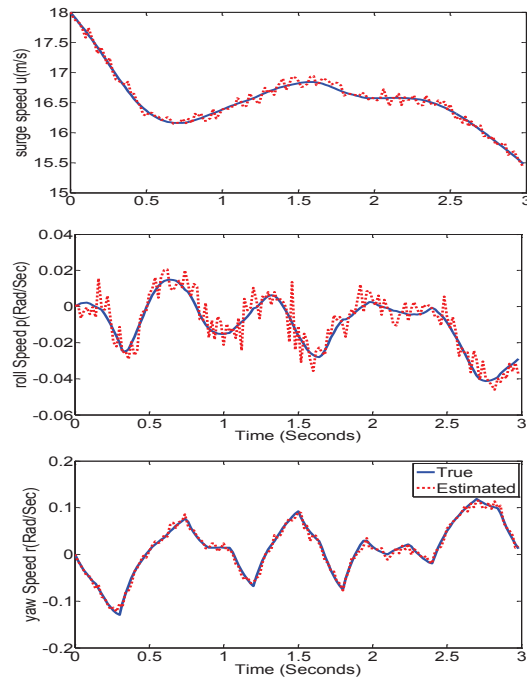 18
17.5
17
16.5
16
15.5
15
surge speed u(m/s)
0 0.5 1 1.5 2 2.5 3
0.04
0.02
0
-0.02
-0.04
-0.06
roll Speed p(Rad/Sec)
0 0.5 1 1.5 2 2.5 3
Time (Seconds)
0.2
0.1
0
-0.1
-0.2
yaw Speed r(Rad/Sec)
True
Estimated
0 0.5 1 1.5 2 2.5 3
Time (Seconds)